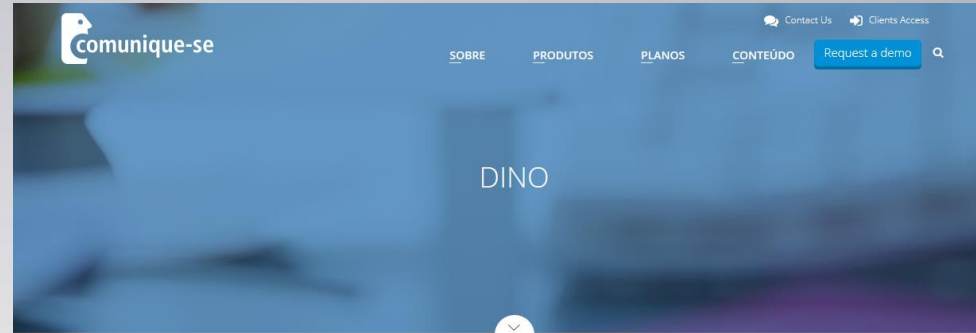 Contact Us Clients Access
comunique-se
SOBRE PRODUTOS PLANOS CONTEÚDO Request a demo
DINO